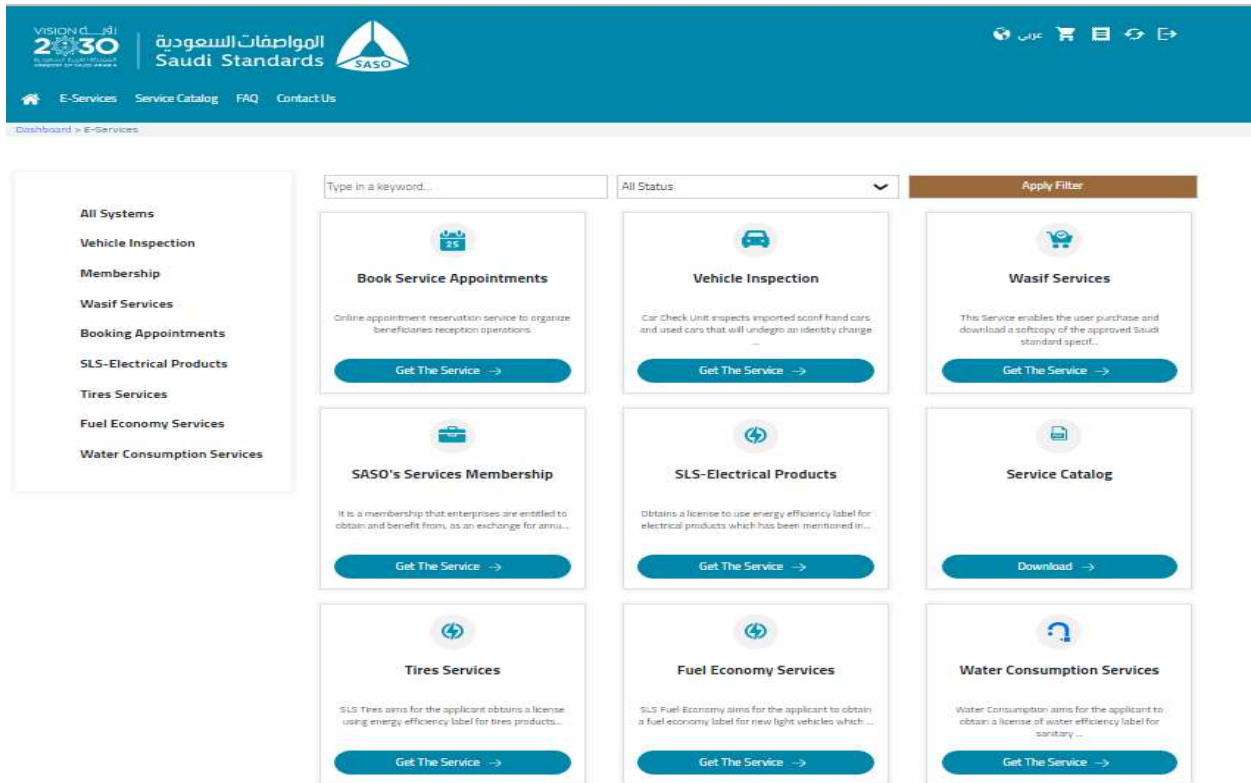 VISION رؤيــــة
2030
المملكة العربية السعودية
KINGDOM OF SAUDI ARABIA
المواصفات السعودية
Saudi Standards
SASO
عربى
E-Services Service Catalog FAQ Contact Us
Dashboard > E-Services
Type in a keyword...
All Status
Apply Filter
All Systems
Vehicle Inspection
Membership
Wasif Services
Booking Appointments
SLS-Electrical Products
Tires Services
Fuel Economy Services
Water Consumption Services
25
Book Service Appointments
Online appointment reservation service to organize
beneficiaries reception operations
Get The Service →
Vehicle Inspection
Car Check Unit inspects imported sconf hand cars
and used cars that will undegro an identity change
...
Get The Service →
Wasif Services
This Service enables the user purchase and
download a softcopy of the approved Saudi
standard specif...
Get The Service →
SASO's Services Membership
It is a membership that enterprises are entitled to
obtain and benefit from, as an exchange for annu...
Get The Service →
SLS-Electrical Products
Obtains a license to use energy efficiency label for
electrical products which has been mentioned in...
Get The Service →
Service Catalog
Download →
Tires Services
SLS Tires aims for the applicant obtains a license
using energy efficiency label for tires products...
Get The Service →
Fuel Economy Services
SLS Fuel Economy aims for the applicant to obtain
a fuel economy label for new light vehicles which ...
Get The Service →
Water Consumption Services
Water Consumption aims for the applicant to
obtain a license of water efficiency label for
sanitary ...
Get The Service →